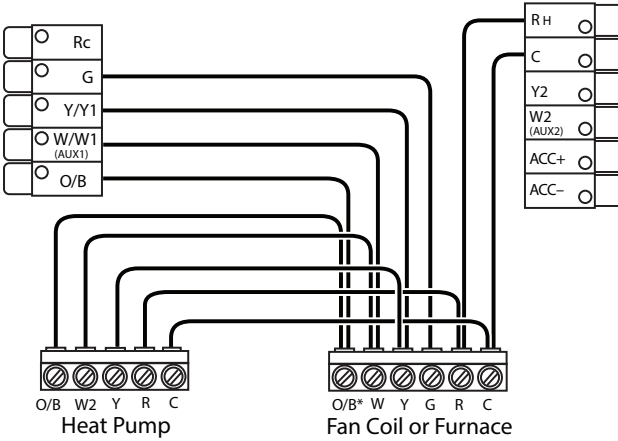 Rc
G
Y/Y1
W/W1
(AUX1)
O/B
RH
C
Y2
W2
(AUX2)
ACC+
ACC–
O/B W2 Y R C
Heat Pump
O/B* W Y G R C
Fan Coil or Furnace